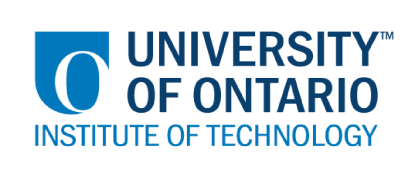 UNIVERSITY™
OF ONTARIO
INSTITUTE OF TECHNOLOGY